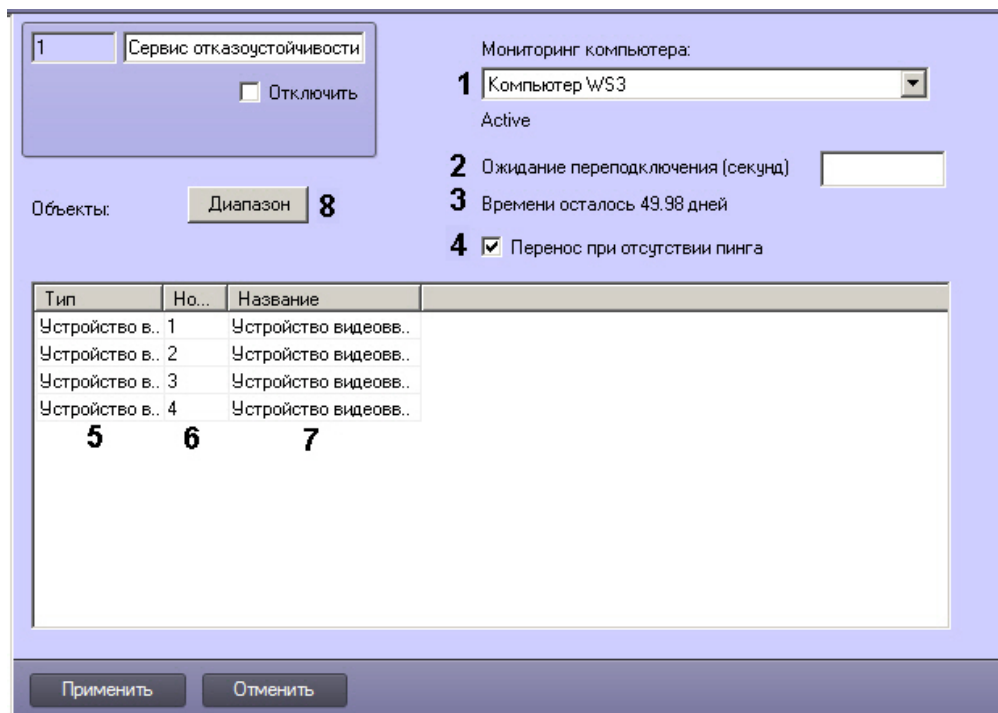 1 Сервис отказоустойчивости
Отключить
Мониторинг компьютера:
1 Компьютер WS3
Active
2 Ожидание переподключения (секунд)
3 Времени осталось 49.98 дней
4 Перенос при отсутствии пинга
Объекты: Диапазон 8
Тип Но... Название
Устройство в.. 1 Устройство видеовв..
Устройство в.. 2 Устройство видеовв..
Устройство в.. 3 Устройство видеовв..
Устройство в.. 4 Устройство видеовв..
5 6 7
Применить Отменить